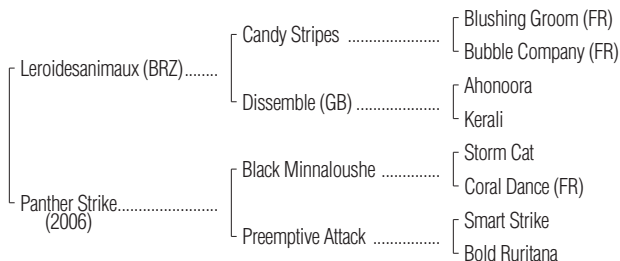 Blushing Groom (FR)
Candy Stripes ......................
Bubble Company (FR)
Leroidesanimaux (BRZ)........
Ahonoora
Dissemble (GB) ....................
Kerali
Storm Cat
Black Minnaloushe ..............
Coral Dance (FR)
Panther Strike........................
(2006)
Smart Strike
Preemptive Attack ................
Bold Ruritana